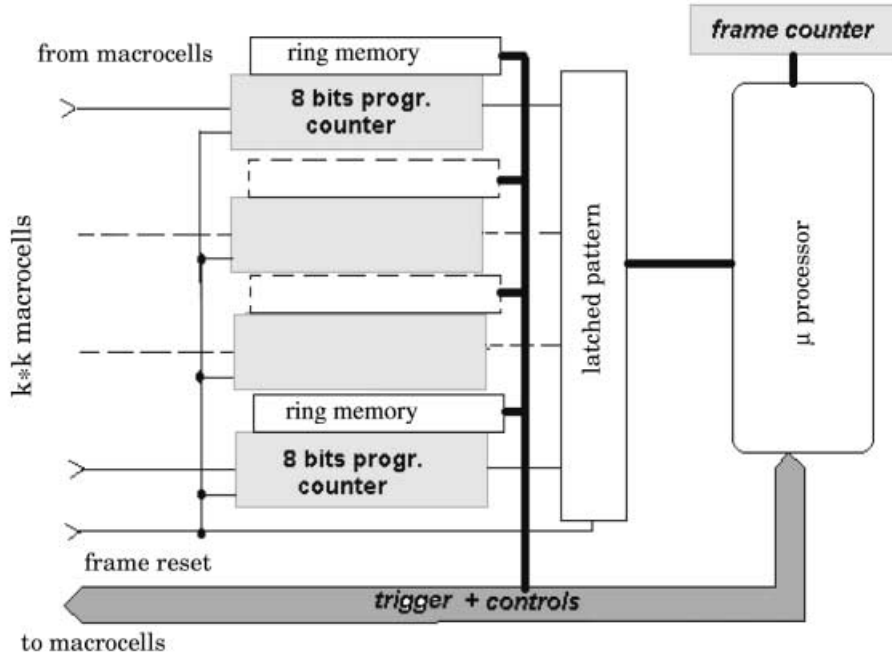 frame counter
from macrocells
ring memory
8 bits progr.
counter
k*k macrocells
latched pattern
μ processor
ring memory
8 bits progr.
counter
frame reset
trigger + controls
to macrocells